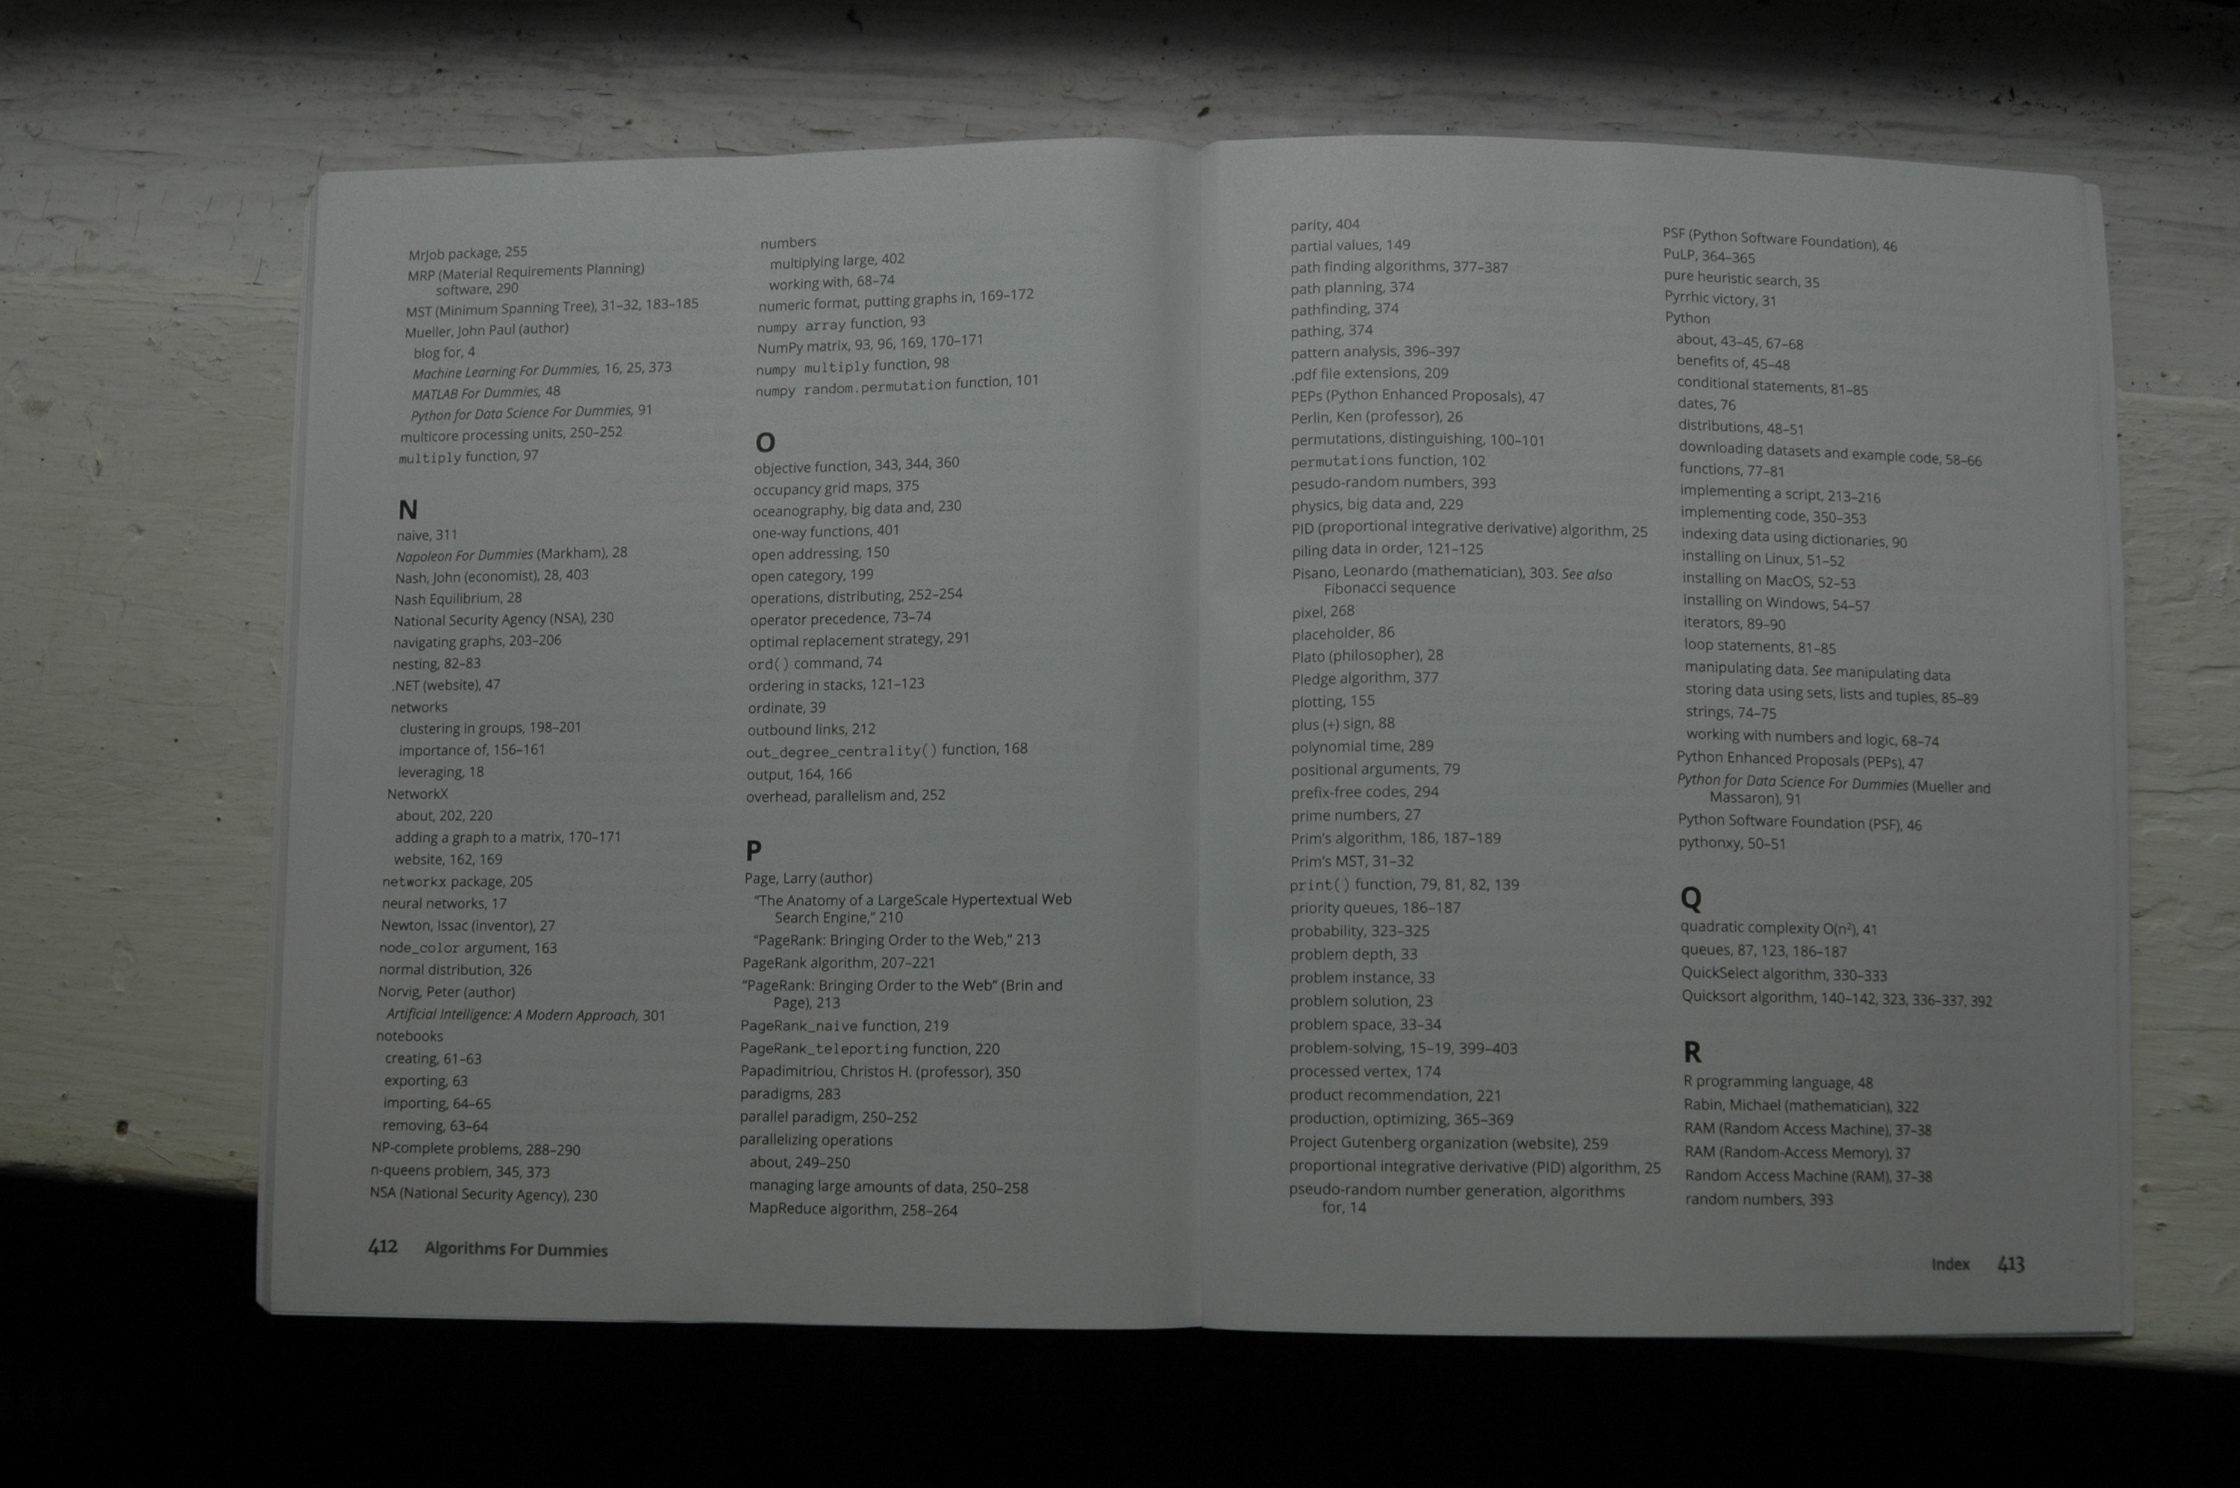 MrJob package, 255
MRP (Material Requirements Planning)
software, 290
MST (Minimum Spanning Tree), 31–32, 183–185
Mueller, John Paul (author)
blog for, 4
Machine Learning For Dummies, 16, 25, 373
MATLAB For Dummies, 48
Python for Data Science For Dummies, 91
multicore processing units, 250–252
multiply function, 97
N
naive, 311
Napoleon For Dummies (Markham), 28
Nash, John (economist), 28, 403
Nash Equilibrium, 28
National Security Agency (NSA), 230
navigating graphs, 203–206
nesting, 82–83
.NET (website), 47
networks
clustering in groups, 198–201
importance of, 156–161
leveraging, 18
NetworkX
about, 202, 220
adding a graph to a matrix, 170–171
website, 162, 169
networkx package, 205
neural networks, 17
Newton, Issac (inventor), 27
node_color argument, 163
normal distribution, 326
Norvig, Peter (author)
Artificial Intelligence: A Modern Approach, 301
notebooks
creating, 61–63
exporting, 63
importing, 64–65
removing, 63–64
NP-complete problems, 288–290
n-queens problem, 345, 373
NSA (National Security Agency), 230
numbers
multiplying large, 402
working with, 68–74
numeric format, putting graphs in, 169–172
numpy array function, 93
NumPy matrix, 93, 96, 169, 170–171
numpy multiply function, 98
numpy random.permutation function, 101
O
objective function, 343, 344, 360
occupancy grid maps, 375
oceanography, big data and, 230
one-way functions, 401
open addressing, 150
open category, 199
operations, distributing, 252–254
operator precedence, 73–74
optimal replacement strategy, 291
ord() command, 74
ordering in stacks, 121–123
ordinate, 39
outbound links, 212
out_degree_centrality() function, 168
output, 164, 166
overhead, parallelism and, 252
P
Page, Larry (author)
"The Anatomy of a LargeScale Hypertextual Web
Search Engine," 210
"PageRank: Bringing Order to the Web," 213
PageRank algorithm, 207–221
"PageRank: Bringing Order to the Web" (Brin and
Page), 213
PageRank_naive function, 219
PageRank_teleporting function, 220
Papadimitriou, Christos H. (professor), 350
paradigms, 283
parallel paradigm, 250–252
parallelizing operations
about, 249–250
managing large amounts of data, 250–258
MapReduce algorithm, 258–264
412 Algorithms For Dummies
parity, 404
partial values, 149
path finding algorithms, 377–387
path planning, 374
pathfinding, 374
pathing, 374
pattern analysis, 396–397
.pdf file extensions, 209
PEPs (Python Enhanced Proposals), 47
Perlin, Ken (professor), 26
permutations, distinguishing, 100–101
permutations function, 102
pesudo-random numbers, 393
physics, big data and, 229
PID (proportional integrative derivative) algorithm, 25
piling data in order, 121–125
Pisano, Leonardo (mathematician), 303. See also
Fibonacci sequence
pixel, 268
placeholder, 86
Plato (philosopher), 28
Pledge algorithm, 377
plotting, 155
plus (+) sign, 88
polynomial time, 289
positional arguments, 79
prefix-free codes, 294
prime numbers, 27
Prim's algorithm, 186, 187–189
Prim's MST, 31–32
print() function, 79, 81, 82, 139
priority queues, 186–187
probability, 323–325
problem depth, 33
problem instance, 33
problem solution, 23
problem space, 33–34
problem-solving, 15–19, 399–403
processed vertex, 174
product recommendation, 221
production, optimizing, 365–369
Project Gutenberg organization (website), 259
proportional integrative derivative (PID) algorithm, 25
pseudo-random number generation, algorithms
for, 14
PSF (Python Software Foundation), 46
PuLP, 364–365
pure heuristic search, 35
Pyrrhic victory, 31
Python
about, 43–45, 67–68
benefits of, 45–48
conditional statements, 81–85
dates, 76
distributions, 48–51
downloading datasets and example code, 58–66
functions, 77–81
implementing a script, 213–216
implementing code, 350–353
indexing data using dictionaries, 90
installing on Linux, 51–52
installing on MacOS, 52–53
installing on Windows, 54–57
iterators, 89–90
loop statements, 81–85
manipulating data. See manipulating data
storing data using sets, lists and tuples, 85–89
strings, 74–75
working with numbers and logic, 68–74
Python Enhanced Proposals (PEPs), 47
Python for Data Science For Dummies (Mueller and
Massaron), 91
Python Software Foundation (PSF), 46
pythonxy, 50–51
Q
quadratic complexity O(n²), 41
queues, 87, 123, 186–187
QuickSelect algorithm, 330–333
Quicksort algorithm, 140–142, 323, 336–337, 392
R
R programming language, 48
Rabin, Michael (mathematician), 322
RAM (Random Access Machine), 37–38
RAM (Random-Access Memory), 37
Random Access Machine (RAM), 37–38
random numbers, 393
Index 413